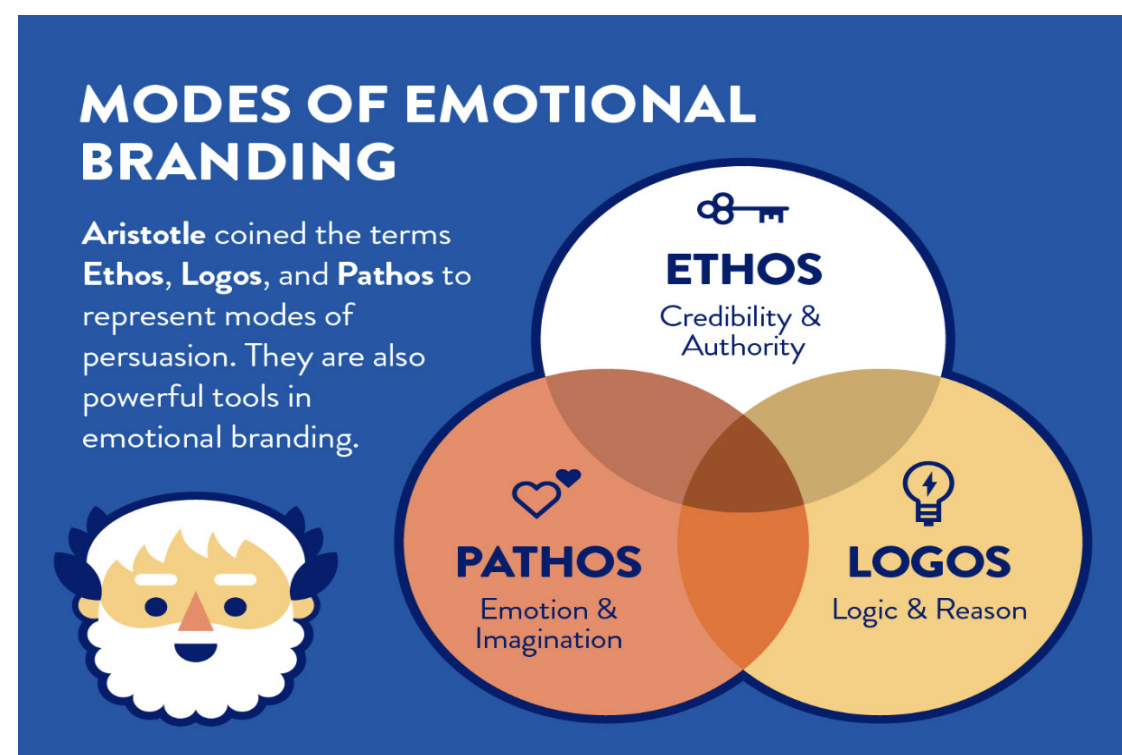 MODES OF EMOTIONAL
BRANDING
Aristotle coined the terms
Ethos, Logos, and Pathos to
represent modes of
persuasion. They are also
powerful tools in
emotional branding.
ETHOS
Credibility &
Authority
PATHOS
Emotion &
Imagination
LOGOS
Logic & Reason